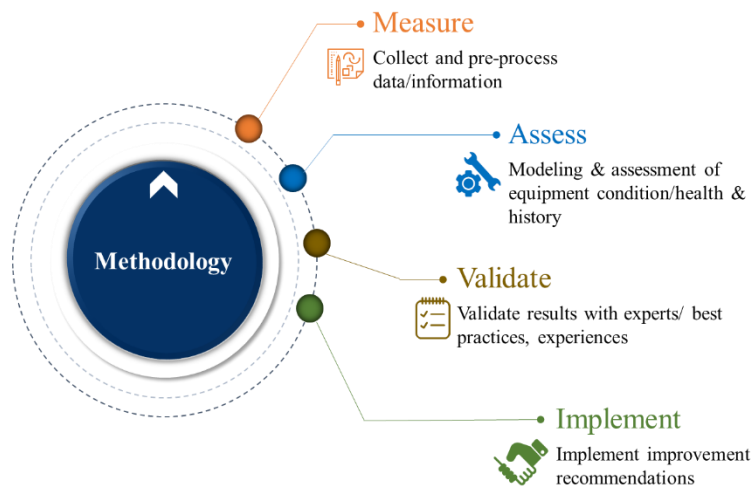 Measure
Collect and pre-process
data/information
Assess
Modeling & assessment of
equipment condition/health &
history
Methodology
Validate
Validate results with experts/ best
practices, experiences
Implement
Implement improvement
recommendations